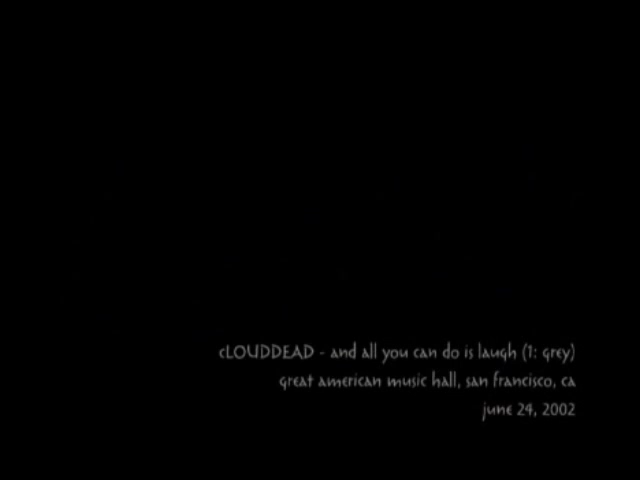 cLOUDDEAD - and all you can do is laugh (1: grey)
great american music hall, san francisco, ca
june 24, 2002